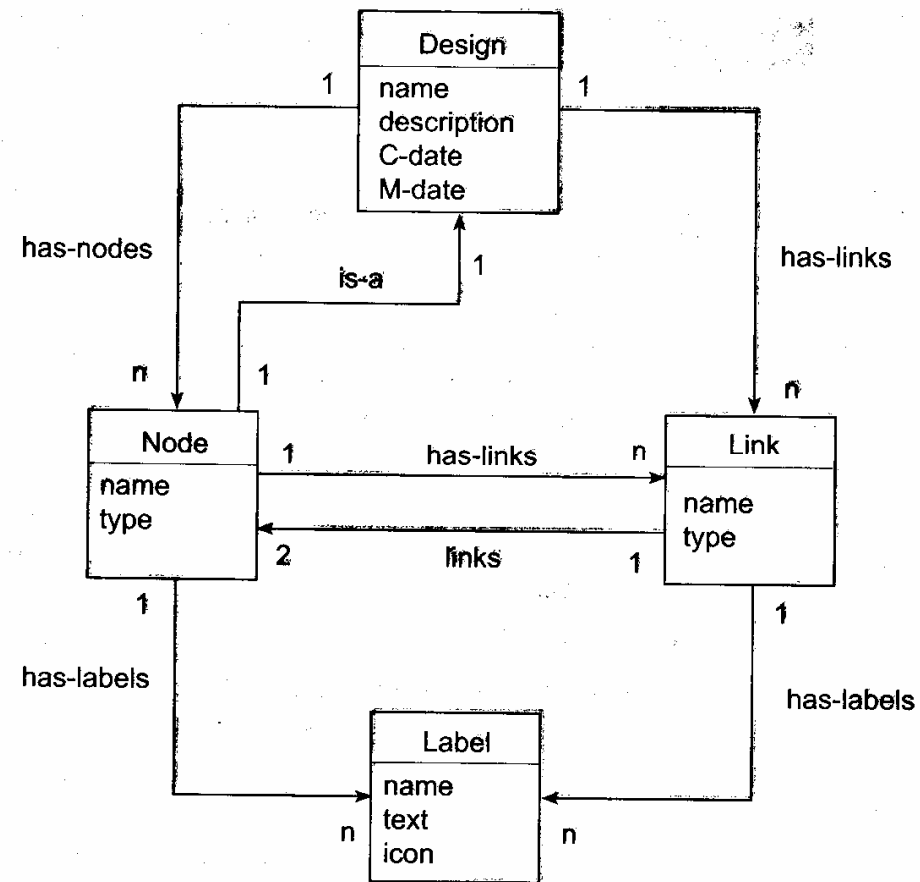 Design
name
description
C-date
M-date
1
1
has-nodes
has-links
is-a
1
n
1
n
Node
name
type
1
has-links
n
Link
name
type
2
links
1
1
1
has-labels
has-labels
Label
name
text
icon
n
n